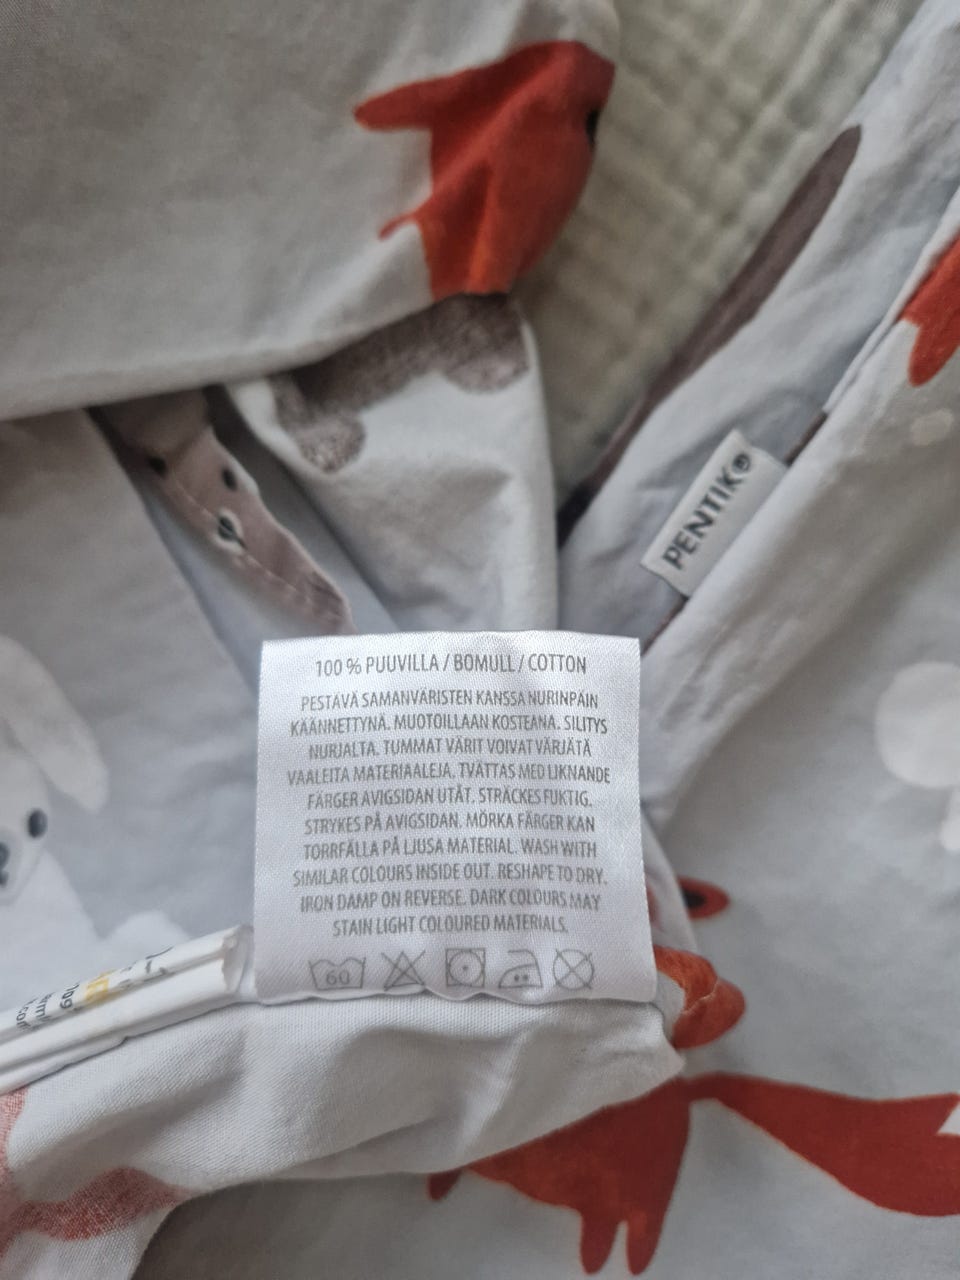 PENTIK®
100 % PUUVILLA / BOMULL / COTTON
PESTÄVÄ SAMANVÄRISTEN KANSSA NURINPÄIN
KÄÄNNETTYNÄ. MUOTOILLAAN KOSTEANA. SILITYS
NURJALTA. TUMMAT VÄRIT VOIVAT VÄRJÄTÄ
VAALEITA MATERIAALEJA. TVÄTTAS MED LIKNANDE
FÄRGER AVIGSIDAN UTÅT. STRÄCKES FUKTIG.
STRYKES PÅ AVIGSIDAN. MÖRKA FÄRGER KAN
TORRFÄLLA PÅ LJUSA MATERIAL. WASH WITH
SIMILAR COLOURS INSIDE OUT. RESHAPE TO DRY.
IRON DAMP ON REVERSE. DARK COLOURS MAY
STAIN LIGHT COLOURED MATERIALS.
60